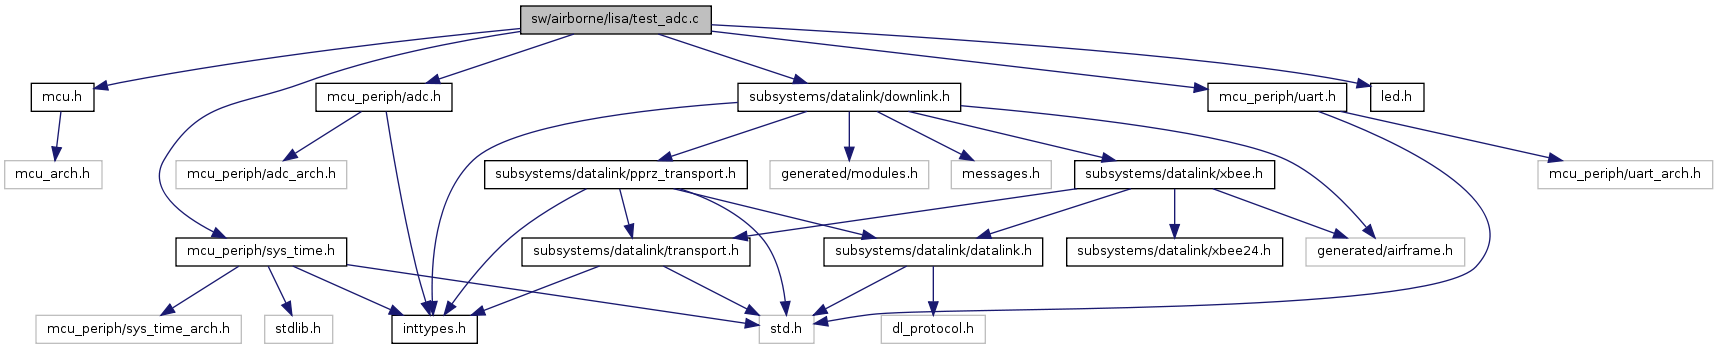 sw/airborne/lisa/test_adc.c
mcu.h
mcu_periph/adc.h
subsystems/datalink/downlink.h
mcu_periph/uart.h
led.h
mcu_arch.h
mcu_periph/adc_arch.h
subsystems/datalink/pprz_transport.h
generated/modules.h
messages.h
subsystems/datalink/xbee.h
mcu_periph/uart_arch.h
mcu_periph/sys_time.h
subsystems/datalink/transport.h
subsystems/datalink/datalink.h
subsystems/datalink/xbee24.h
generated/airframe.h
mcu_periph/sys_time_arch.h
stdlib.h
inttypes.h
std.h
dl_protocol.h